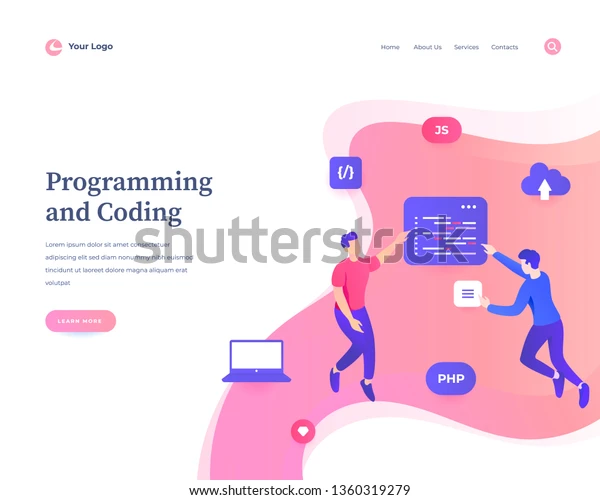 Your Logo
Home About Us Services Contacts
JS
{/}
Programming
and Coding
Lorem ipsum dolor sit amet consectetuer
adipiscing elit sed diam nonummy nibh
euismod tincidunt ut laoreet dolore
magna aliquam erat
volutpat
LEARN MORE
PHP
shutterstock
shutterstock.com · 1360319279